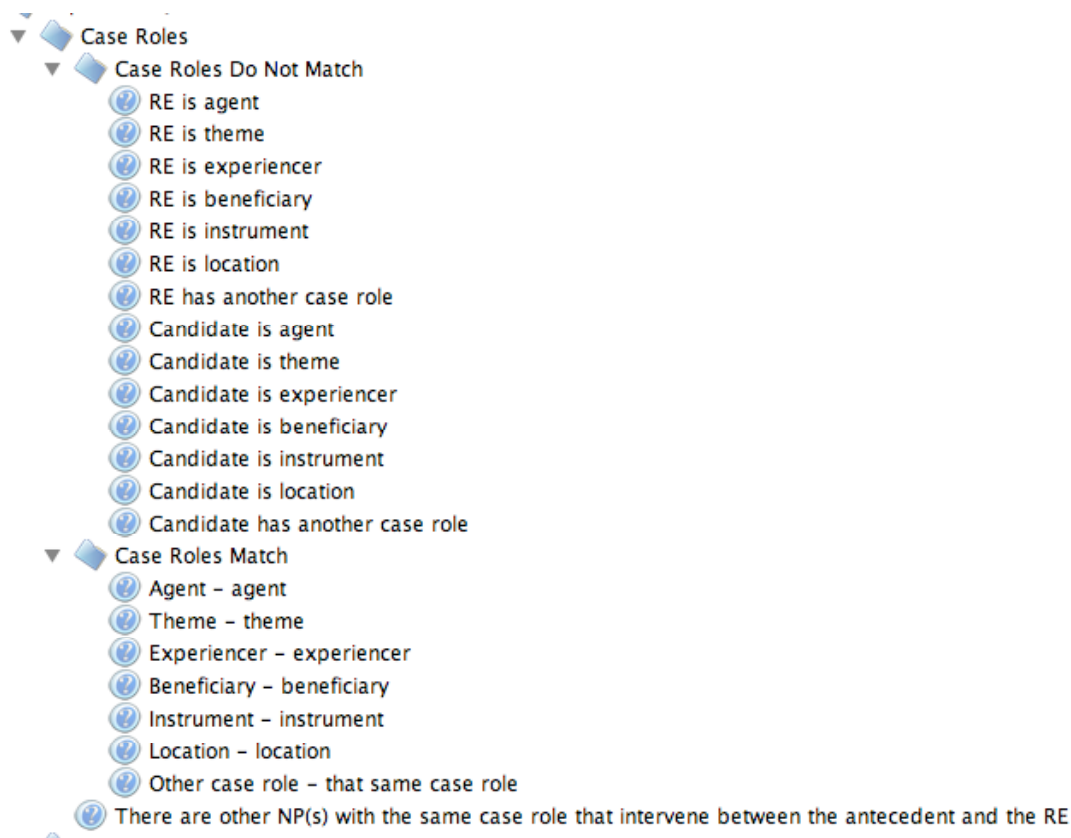 Case Roles
Case Roles Do Not Match
RE is agent
RE is theme
RE is experiencer
RE is beneficiary
RE is instrument
RE is location
RE has another case role
Candidate is agent
Candidate is theme
Candidate is experiencer
Candidate is beneficiary
Candidate is instrument
Candidate is location
Candidate has another case role
Case Roles Match
Agent – agent
Theme – theme
Experiencer – experiencer
Beneficiary – beneficiary
Instrument – instrument
Location – location
Other case role – that same case role
There are other NP(s) with the same case role that intervene between the antecedent and the RE